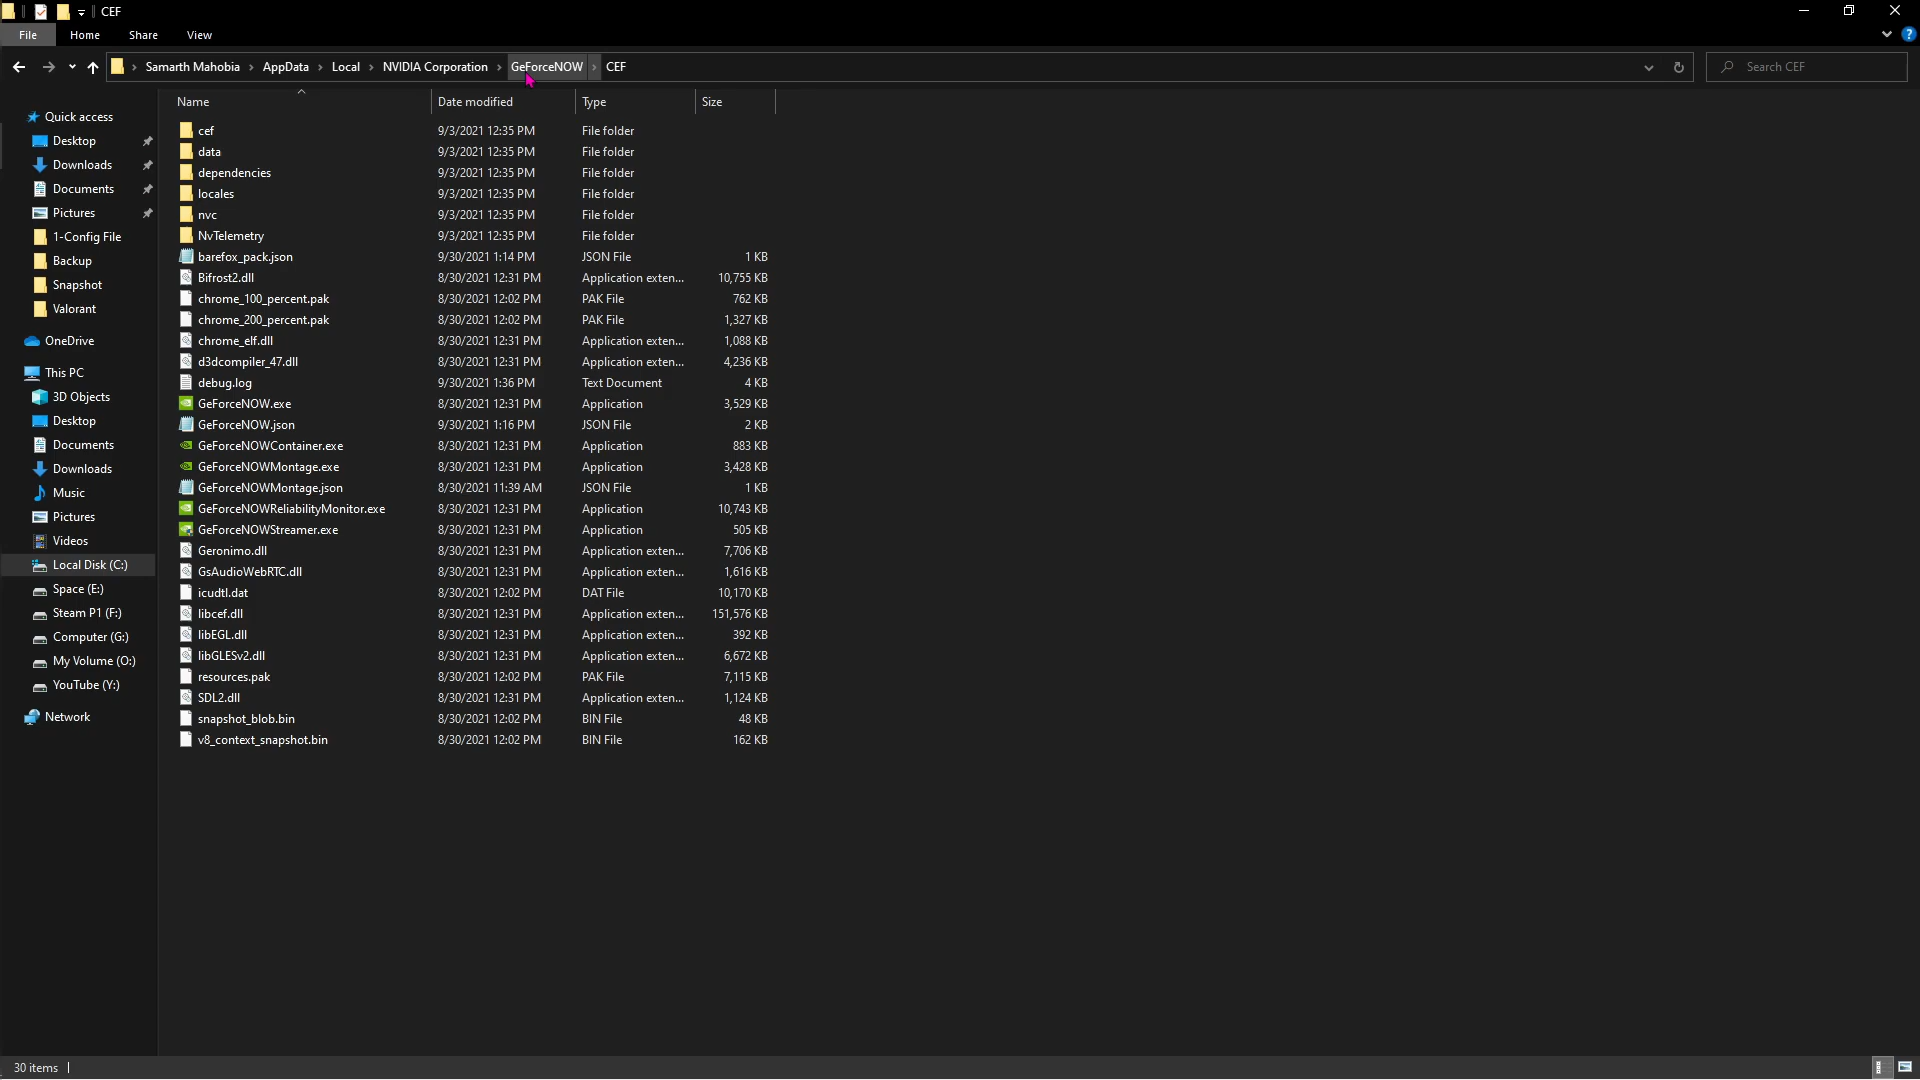 CEF
File Home Share View
Samarth Mahobia > AppData > Local > NVIDIA Corporation > GeForceNOW > CEF
Search CEF
Name Date modified Type Size
Quick access
Desktop
Downloads
Documents
Pictures
1-Config File
Backup
Snapshot
Valorant
OneDrive
This PC
3D Objects
Desktop
Documents
Downloads
Music
Pictures
Videos
Local Disk (C:)
Space (E:)
Steam P1 (F:)
Computer (G:)
My Volume (O:)
YouTube (Y:)
Network
cef 9/3/2021 12:35 PM File folder
data 9/3/2021 12:35 PM File folder
dependencies 9/3/2021 12:35 PM File folder
locales 9/3/2021 12:35 PM File folder
nvc 9/3/2021 12:35 PM File folder
NvTelemetry 9/3/2021 12:35 PM File folder
barefox_pack.json 9/30/2021 1:14 PM JSON File 1 KB
Bifrost2.dll 8/30/2021 12:31 PM Application exten... 10,755 KB
chrome_100_percent.pak 8/30/2021 12:02 PM PAK File 762 KB
chrome_200_percent.pak 8/30/2021 12:02 PM PAK File 1,327 KB
chrome_elf.dll 8/30/2021 12:31 PM Application exten... 1,088 KB
d3dcompiler_47.dll 8/30/2021 12:31 PM Application exten... 4,236 KB
debug.log 9/30/2021 1:36 PM Text Document 4 KB
GeForceNOW.exe 8/30/2021 12:31 PM Application 3,529 KB
GeForceNOW.json 9/30/2021 1:16 PM JSON File 2 KB
GeForceNOWContainer.exe 8/30/2021 12:31 PM Application 883 KB
GeForceNOWMontage.exe 8/30/2021 12:31 PM Application 3,428 KB
GeForceNOWMontage.json 8/30/2021 11:39 AM JSON File 1 KB
GeForceNOWReliabilityMonitor.exe 8/30/2021 12:31 PM Application 10,743 KB
GeForceNOWStreamer.exe 8/30/2021 12:31 PM Application 505 KB
Geronimo.dll 8/30/2021 12:31 PM Application exten... 7,706 KB
GsAudioWebRTC.dll 8/30/2021 12:31 PM Application exten... 1,616 KB
icudtl.dat 8/30/2021 12:02 PM DAT File 10,170 KB
libcef.dll 8/30/2021 12:31 PM Application exten... 151,576 KB
libEGL.dll 8/30/2021 12:31 PM Application exten... 392 KB
libGLESv2.dll 8/30/2021 12:31 PM Application exten... 6,672 KB
resources.pak 8/30/2021 12:02 PM PAK File 7,115 KB
SDL2.dll 8/30/2021 12:31 PM Application exten... 1,124 KB
snapshot_blob.bin 8/30/2021 12:02 PM BIN File 48 KB
v8_context_snapshot.bin 8/30/2021 12:02 PM BIN File 162 KB
30 items